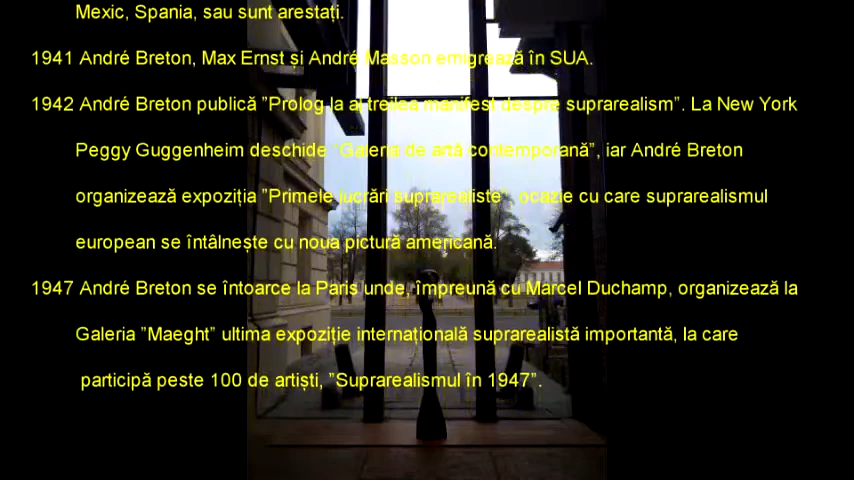 Mexic, Spania, sau sunt arestați.
1941 André Breton, Max Ernst și André Masson emigrează în SUA.
1942 André Breton publică ”Prolog la al treilea manifest despre suprarealism”. La New York
Peggy Guggenheim deschide ”Galeria de artă contemporană”, iar André Breton
organizează expoziția ”Primele lucrări suprarealiste”, ocazie cu care suprarealismul
european se întâlnește cu noua pictură americană.
1947 André Breton se întoarce la Paris unde, împreună cu Marcel Duchamp, organizează la
Galeria ”Maeght” ultima expoziție internațională suprarealistă importantă, la care
participă peste 100 de artiști, ”Suprarealismul în 1947”.